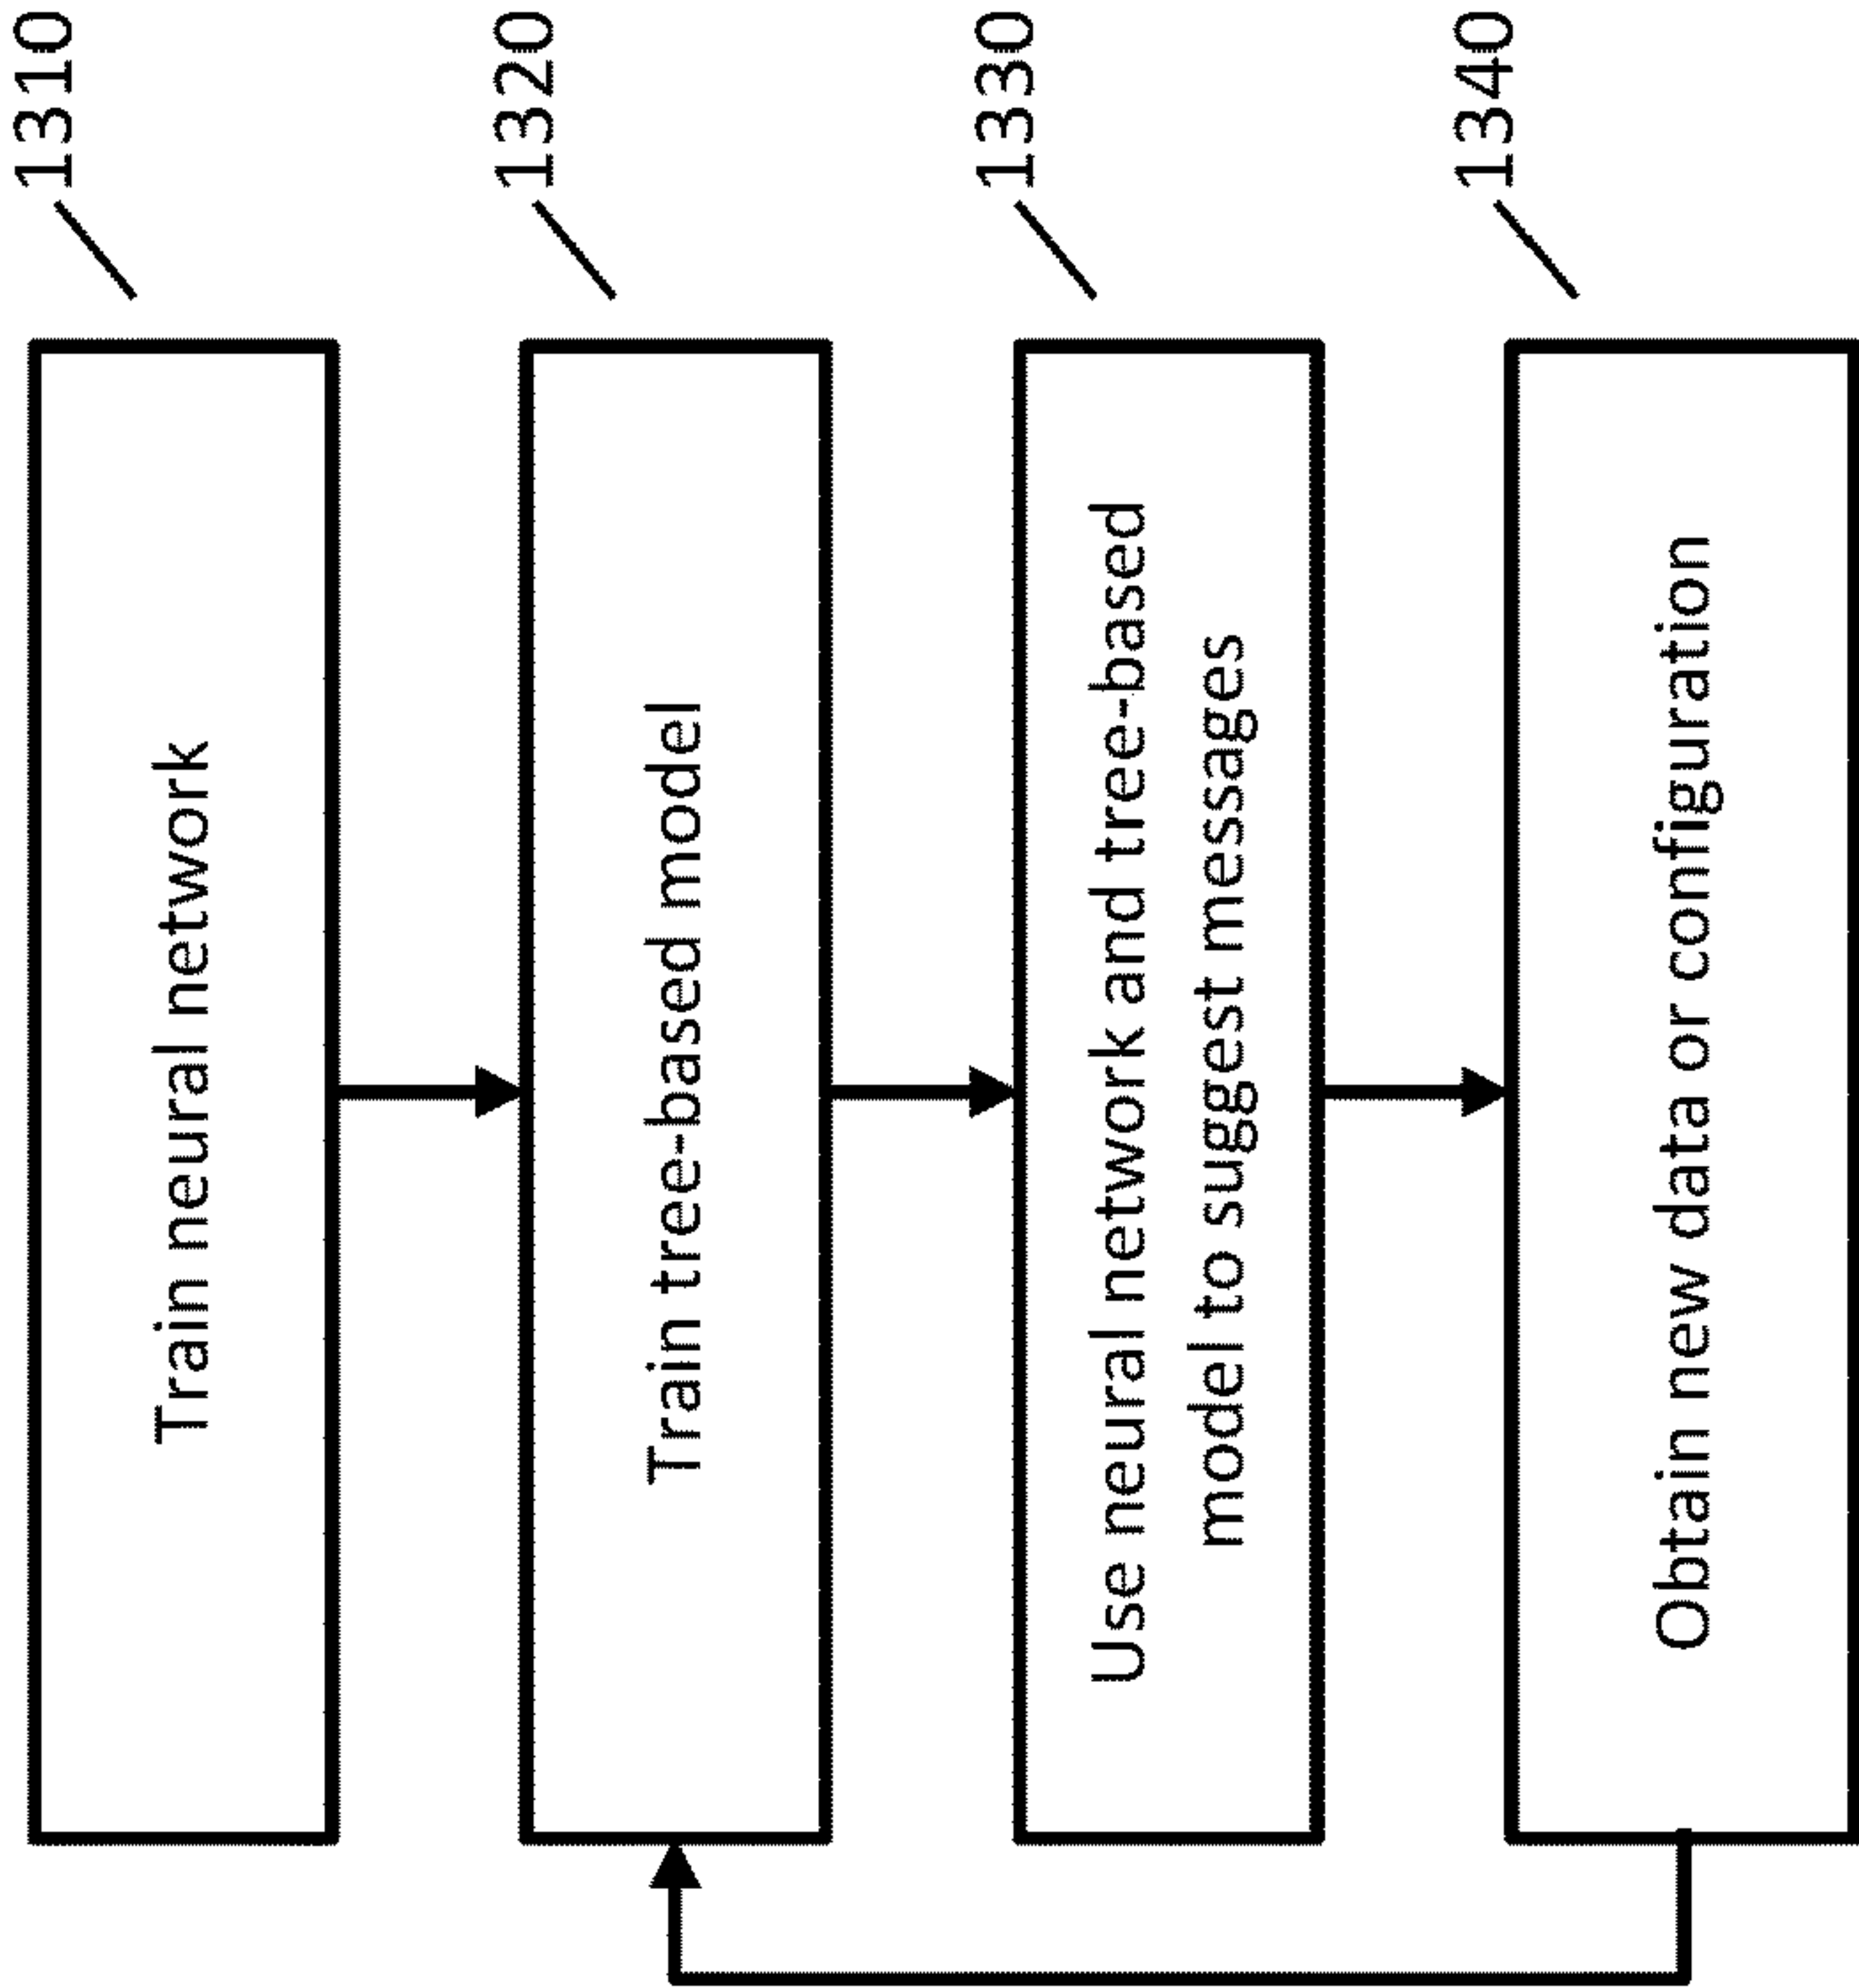 Train neural network
1310
Train tree-based model
1320
Use neural network and tree-based
model to suggest messages
1330
Obtain new data or configuration
1340